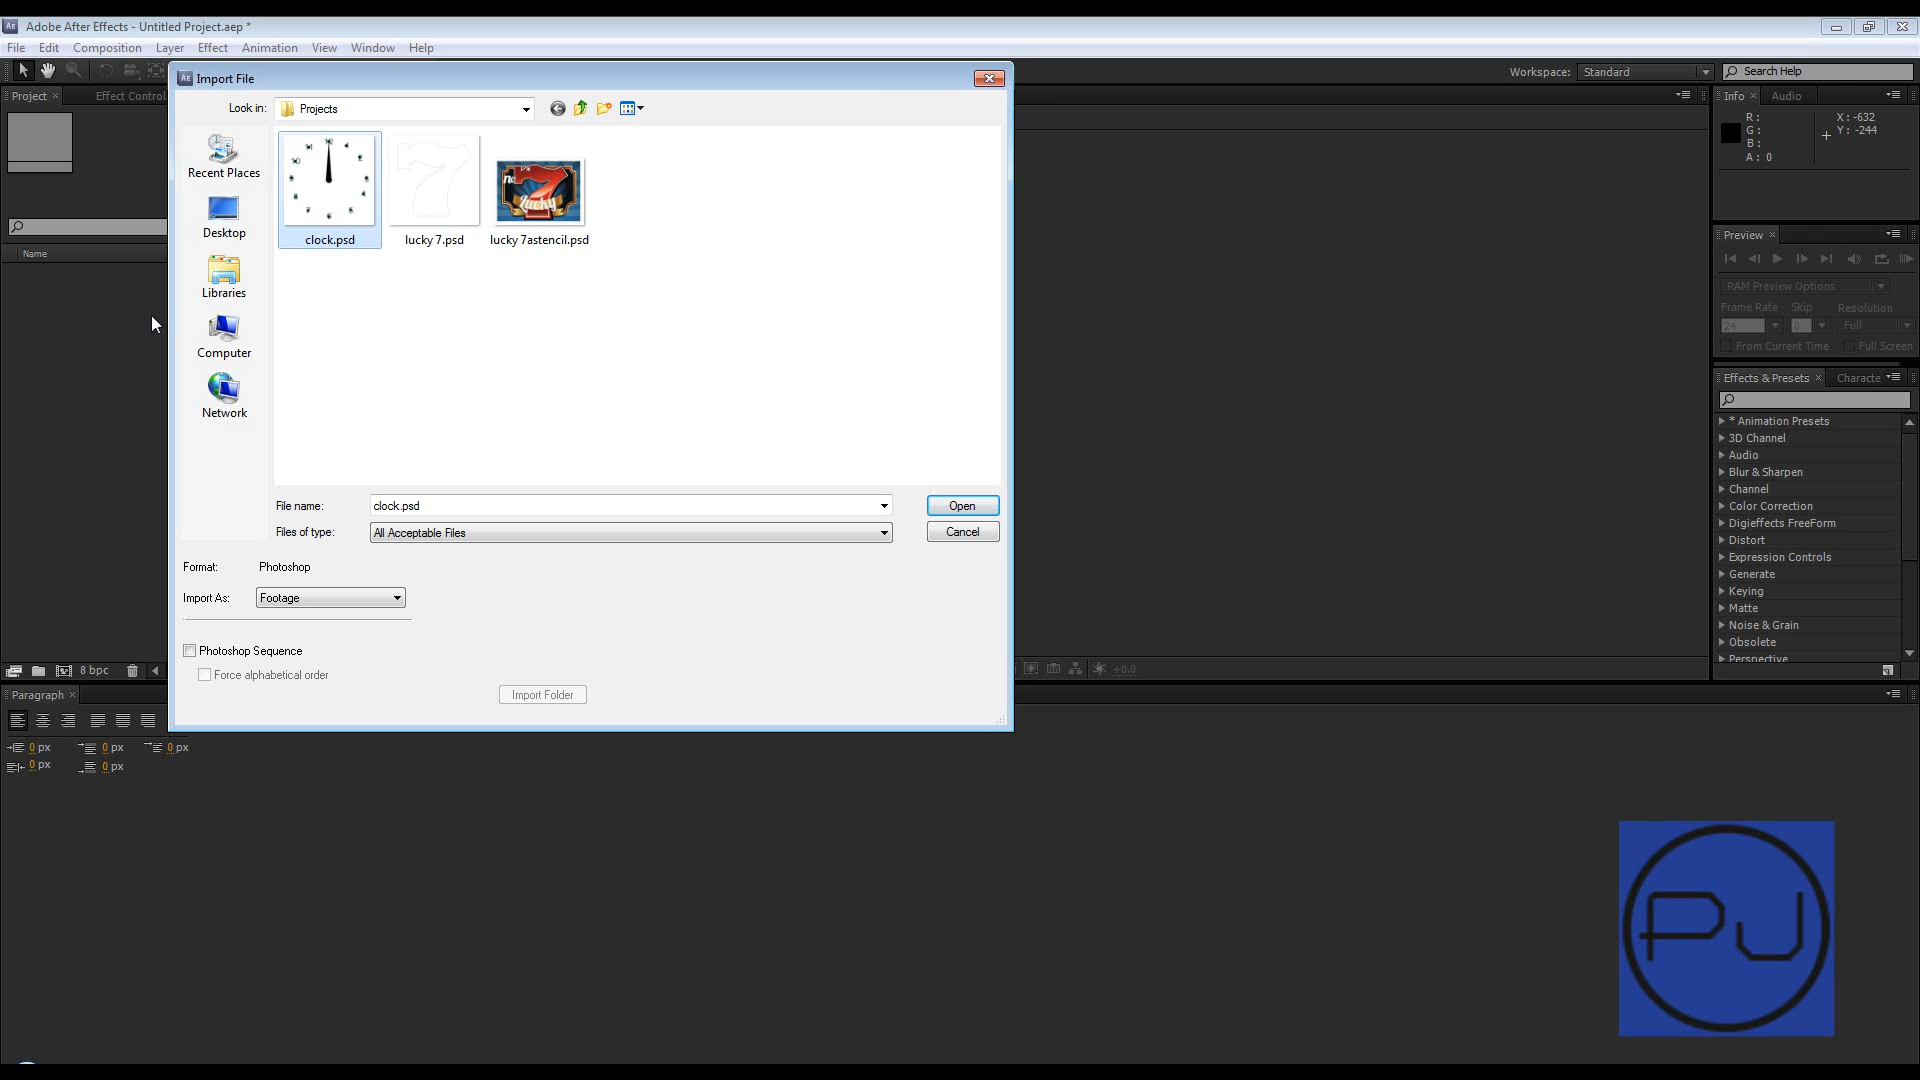 Adobe After Effects - Untitled Project.aep *
File Edit Composition Layer Effect Animation View Window Help
Workspace: Standard Search Help
Project Effect Control
Import File
Look in: Projects
Recent Places
Desktop
Libraries
Computer
Network
clock.psd
lucky 7.psd
lucky 7astencil.psd
Lucky
File name: clock.psd Open
Files of type: All Acceptable Files Cancel
Format: Photoshop
Import As: Footage
Photoshop Sequence
Force alphabetical order
Import Folder
Name
8 bpc
+0.0
Info Audio
R: X: -632
G: Y: -244
B:
A: 0
Preview
RAM Preview Options
Frame Rate Skip Resolution
24 0 Full
From Current Time Full Screen
Effects & Presets Characte
* Animation Presets
3D Channel
Audio
Blur & Sharpen
Channel
Color Correction
Digieffects FreeForm
Distort
Expression Controls
Generate
Keying
Matte
Noise & Grain
Obsolete
Perspective
Paragraph
0 px 0 px 0 px
0 px 0 px
PJ